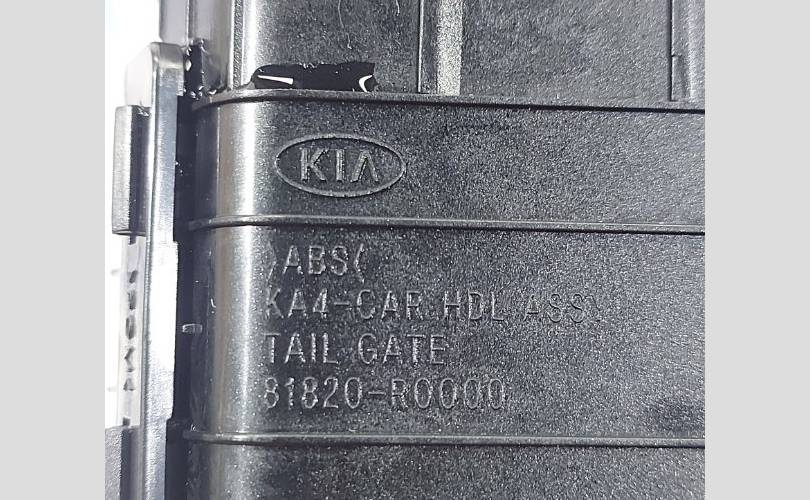 KIA
>ABS<
KA4-CAR HDL ASSY
TAIL GATE
81820-R0000